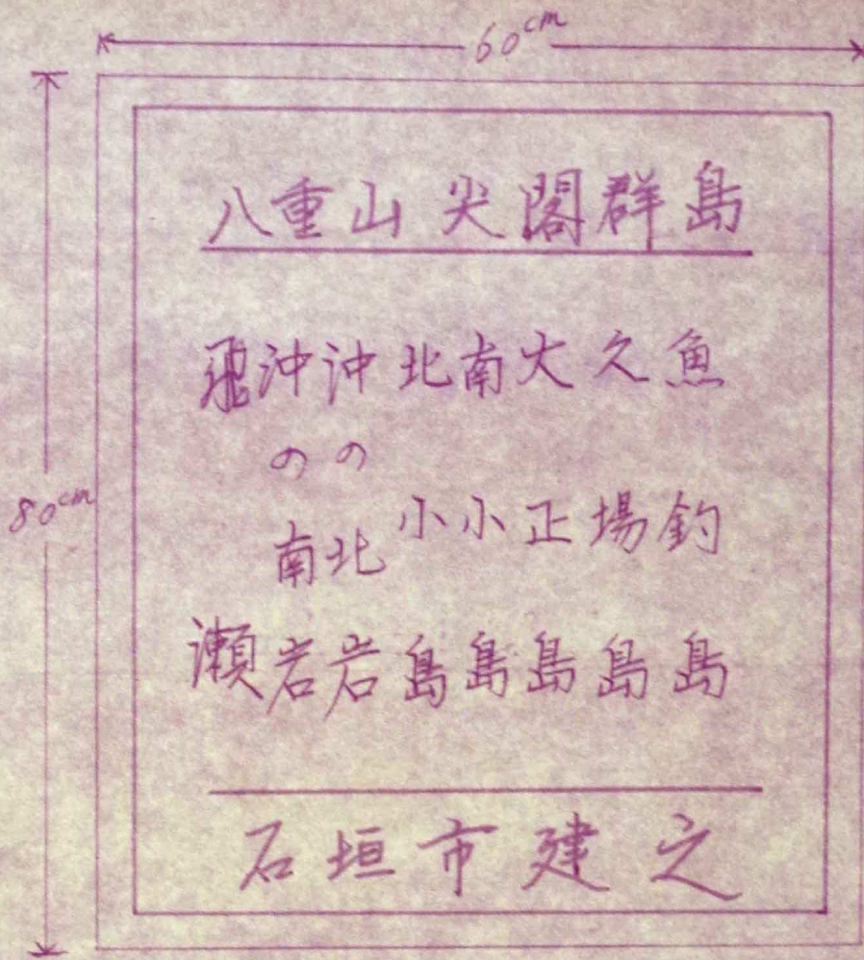 60cm
80cm
八重山尖閣群島
魚釣島
久場島
大正島
南小島
北小島
沖の北岩
沖の南岩
飛瀬
石垣市建之